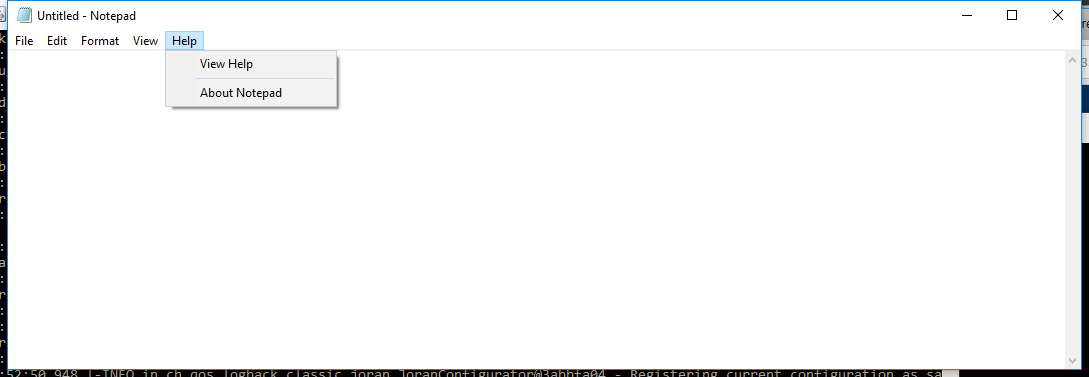 Untitled - Notepad
File Edit Format View Help
View Help
About Notepad
:52:50,948 |-INFO in ch.qos.logback.classic.joran.JoranConfigurator@3abbfa04 - Registering current configuration as sa